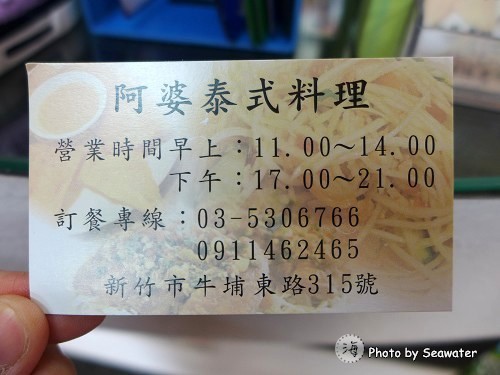 阿婆泰式料理
營業時間早上：11.00～14.00
下午：17.00～21.00
訂餐專線：03-5306766
0911462465
新竹市牛埔東路315號
海 Photo by Seawater